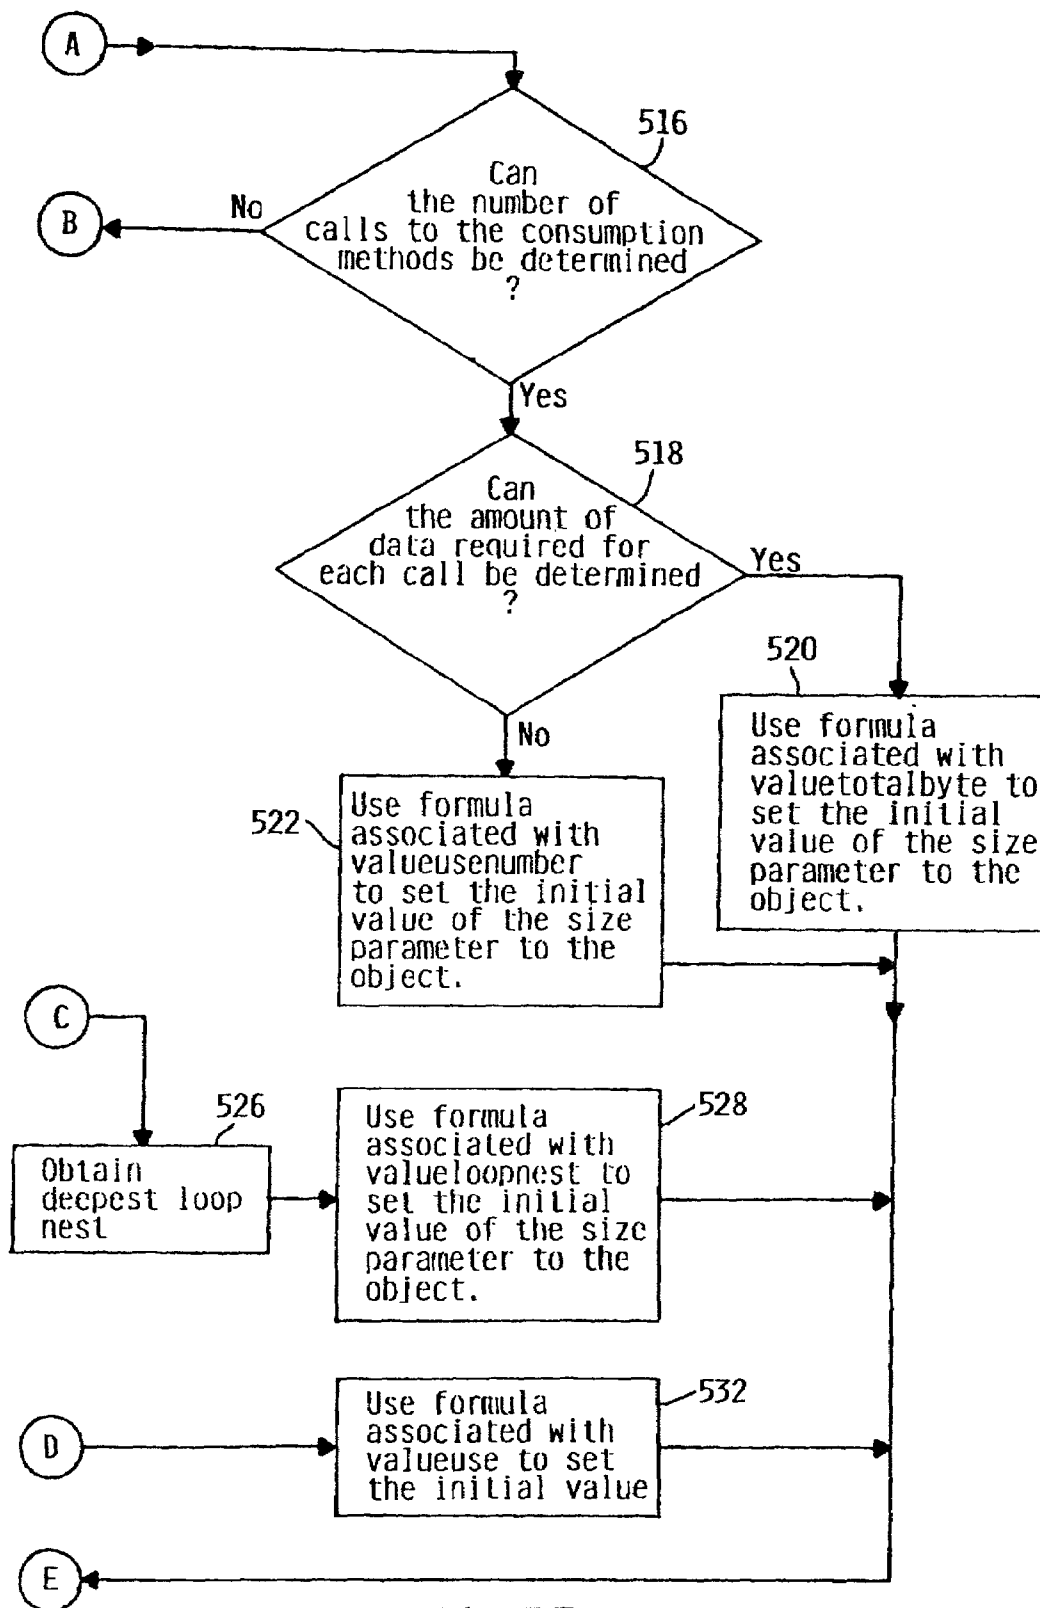 A
516
Can
the number of
calls to the consumption
methods be determined
?
No
B
Yes
518
Can
the amount of
data required for
each call be determined
?
Yes
520
Use formula
associated with
valuetotalbyte to
set the initial
value of the size
parameter to the
object.
No
522
Use formula
associated with
valueusenumber
to set the initial
value of the size
parameter to the
object.
C
526
Obtain
deepest loop
nest
528
Use formula
associated with
valueloopnest to
set the initial
value of the size
parameter to the
object.
D
532
Use formula
associated with
valueuse to set
the initial value
E